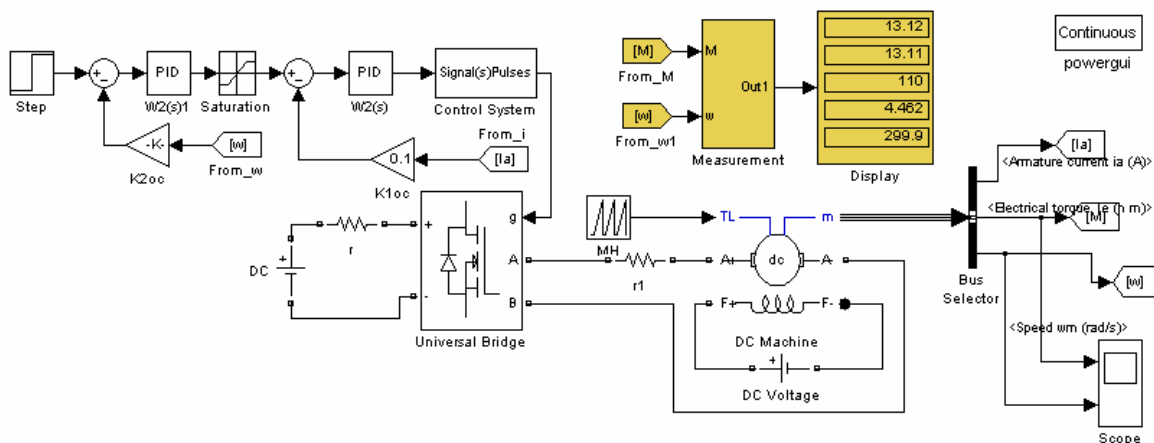 Step
+
-
PID
W2(s)1
Saturation
+
-
PID
W2(s)
Signal(s)Pulses
Control System
-K-
K2oc
[w]
From_w
0.1
K1oc
From_i
[Ia]
[M]
From_M
[w]
From_w1
M
w
Out1
Measurement
13.12
13.11
110
4.462
299.9
Display
Continuous
powergui
[Ia]
<Armature current ia (A)>
<Electrical torque Te (n m)>
[M]
[w]
Bus
Selector
<Speed wm (rad/s)>
Scope
DC
r
+
-
g
A
B
Universal Bridge
MH
r1
TL
m
A+
dc
A-
F+
F-
DC Machine
+
DC Voltage